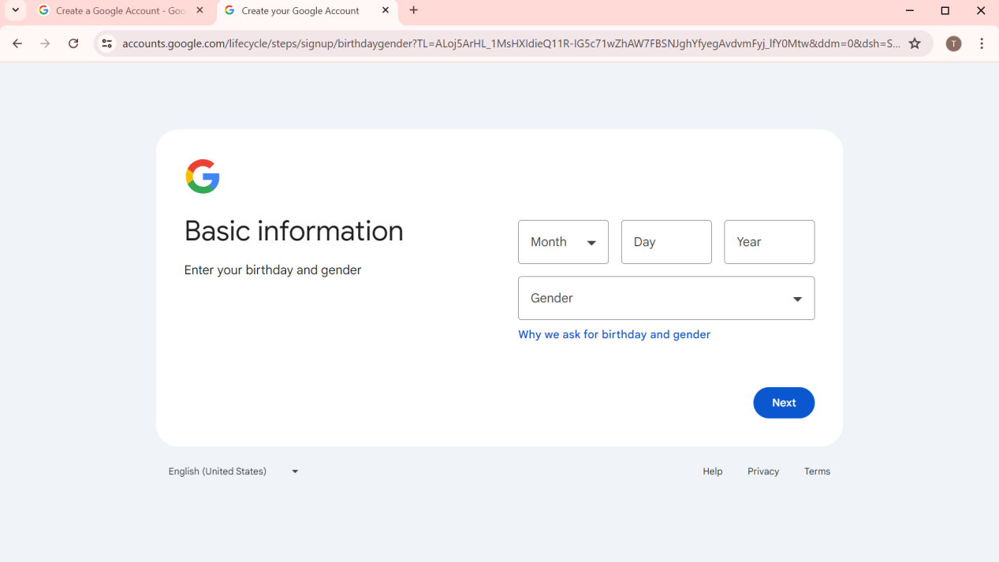 Create a Google Account - Goo
Create your Google Account
accounts.google.com/lifecycle/steps/signup/birthdaygender?TL=ALoj5ArHL_1MsHXIdieQ11R-IG5c71wZhAW7FBSNJghYfyegAvdvmFyj_lfY0Mtw&ddm=0&dsh=S...
T
Basic information
Enter your birthday and gender
Month
Day
Year
Gender
Why we ask for birthday and gender
Next
English (United States)
Help
Privacy
Terms